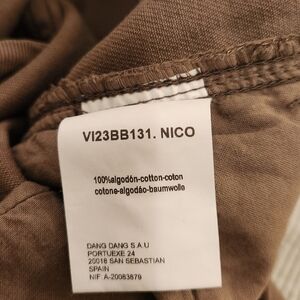 VI23BB131. NICO
100%algodón-cotton-coton
cotone-algodão-baumwolle
DANG DANG S A U
PORTUEXE 24
20018 SAN SEBASTIAN
SPAIN
NIF A-20083879